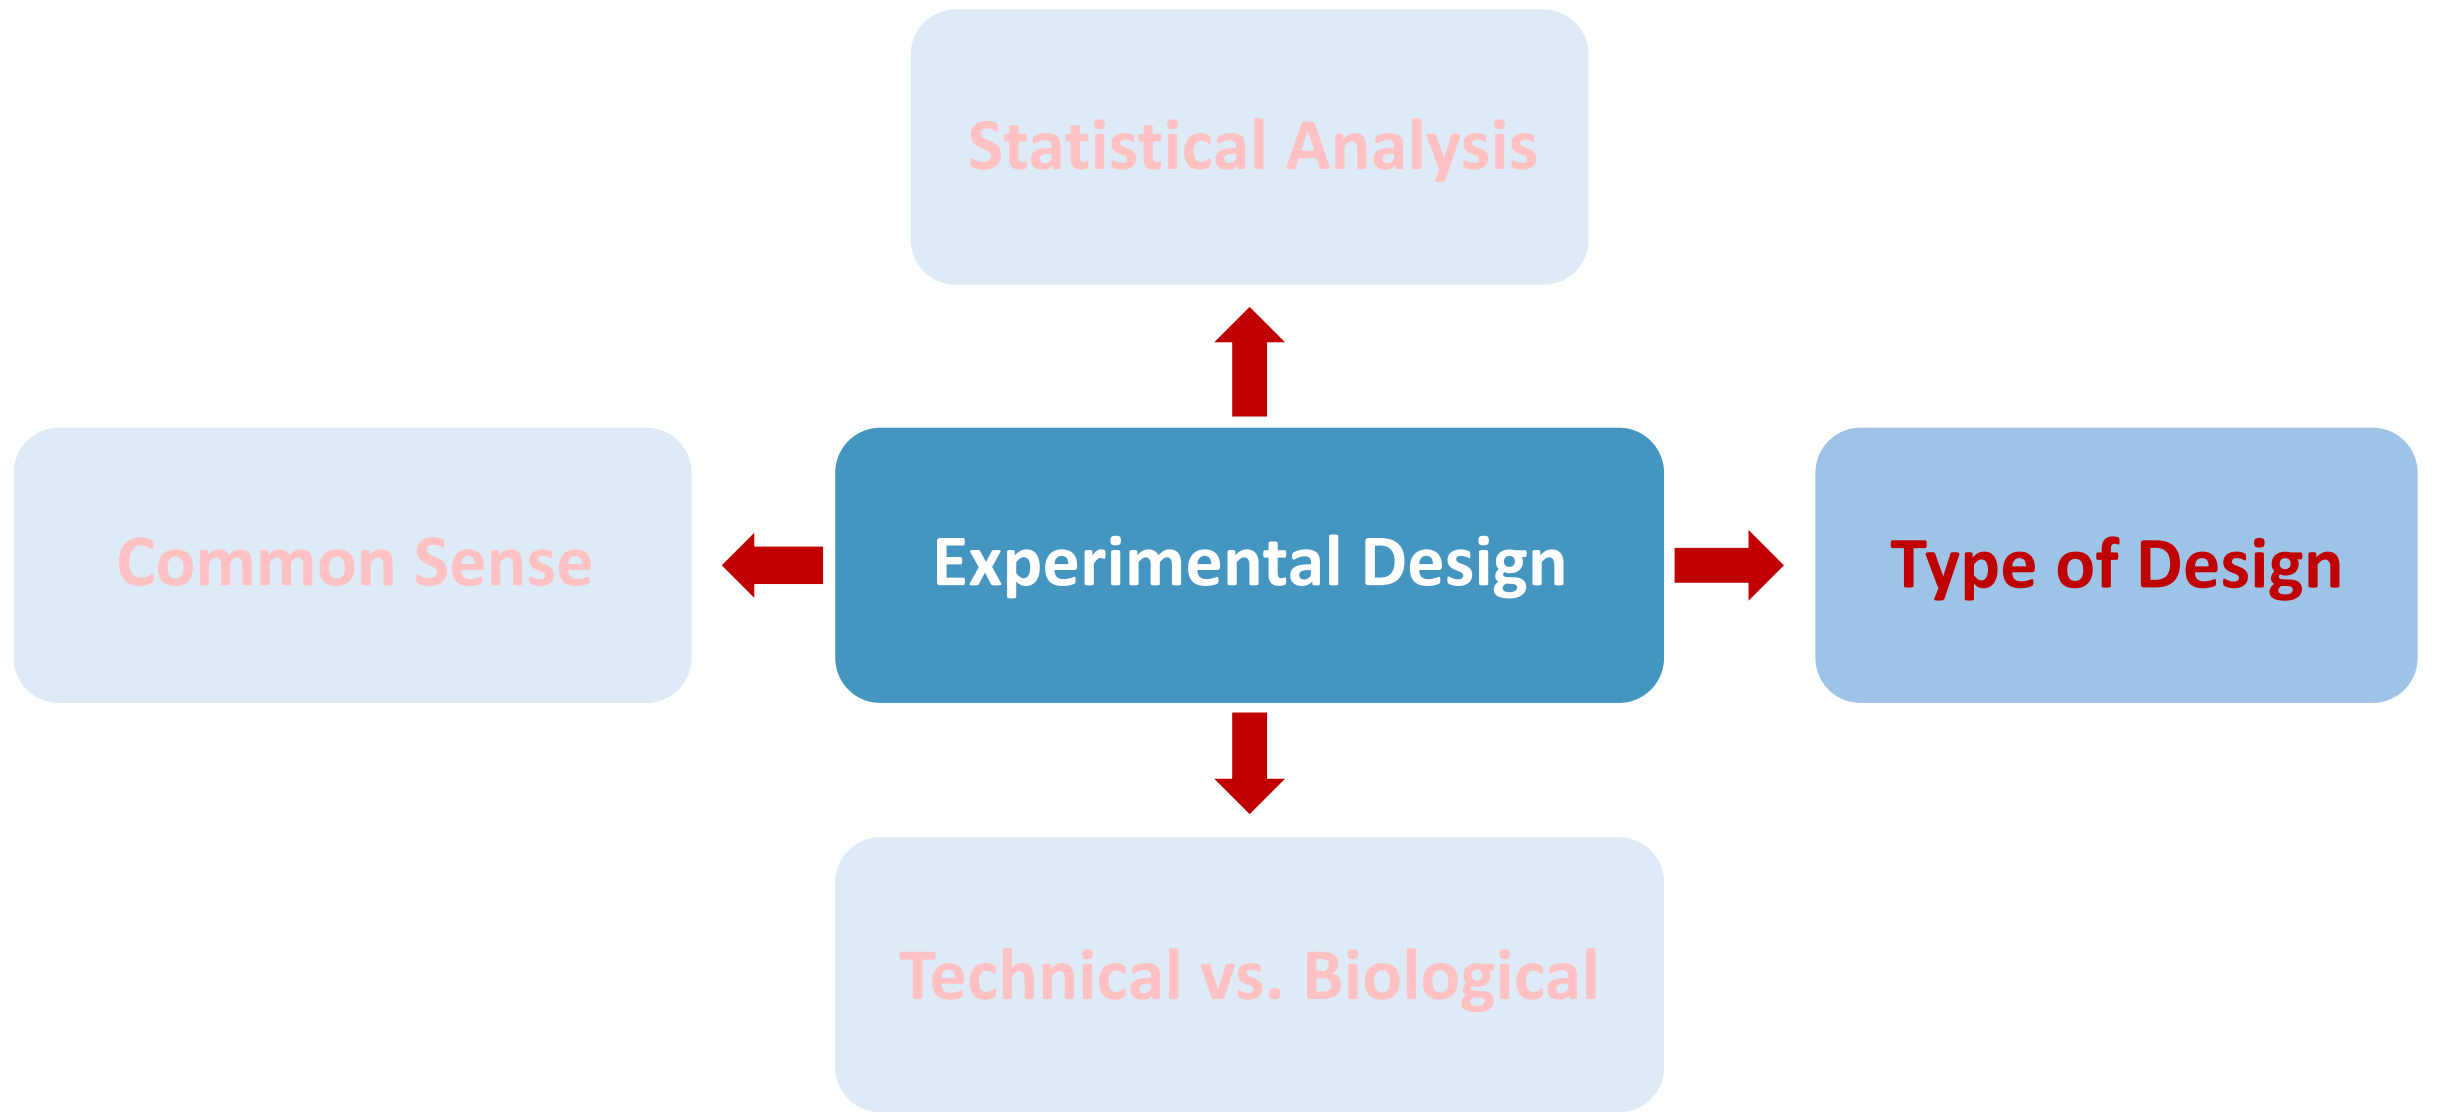 Statistical Analysis
Common Sense
Experimental Design
Type of Design
Technical vs. Biological